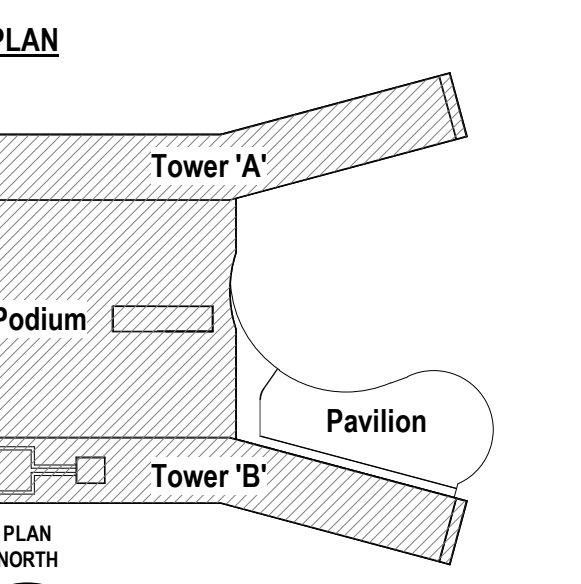 PLAN
Tower 'A'
Podium
Pavilion
Tower 'B'
PLAN
NORTH